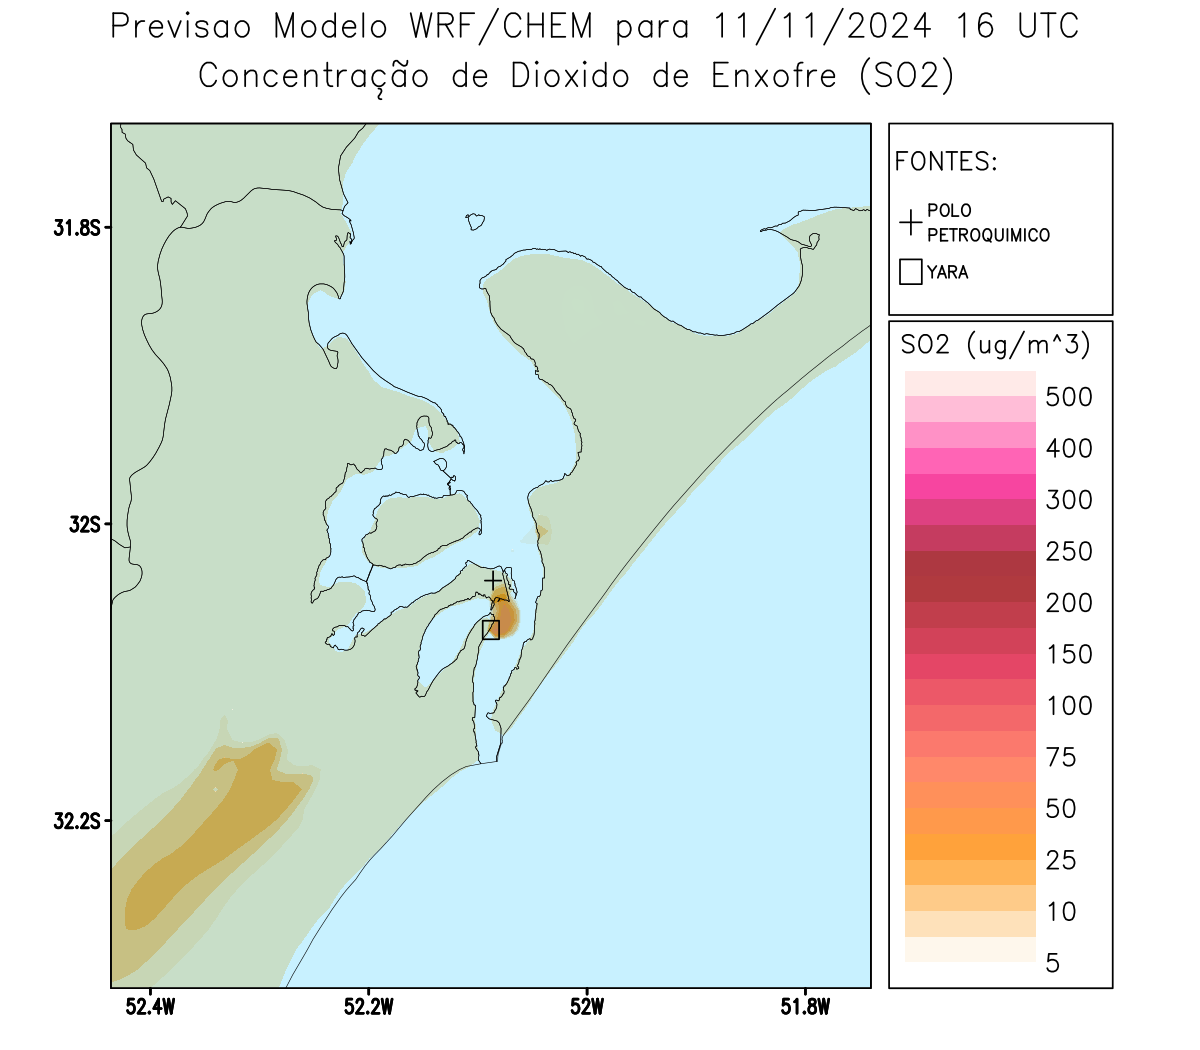 Previsao Modelo WRF/CHEM para 11/11/2024 16 UTC
Concentração de Dioxido de Enxofre (SO2)
31.8S
32S
32.2S
52.4W
52.2W
52W
51.8W
FONTES:
POLO
PETROQUIMICO
YARA
SO2 (ug/m^3)
500
400
300
250
200
150
100
75
50
25
10
5